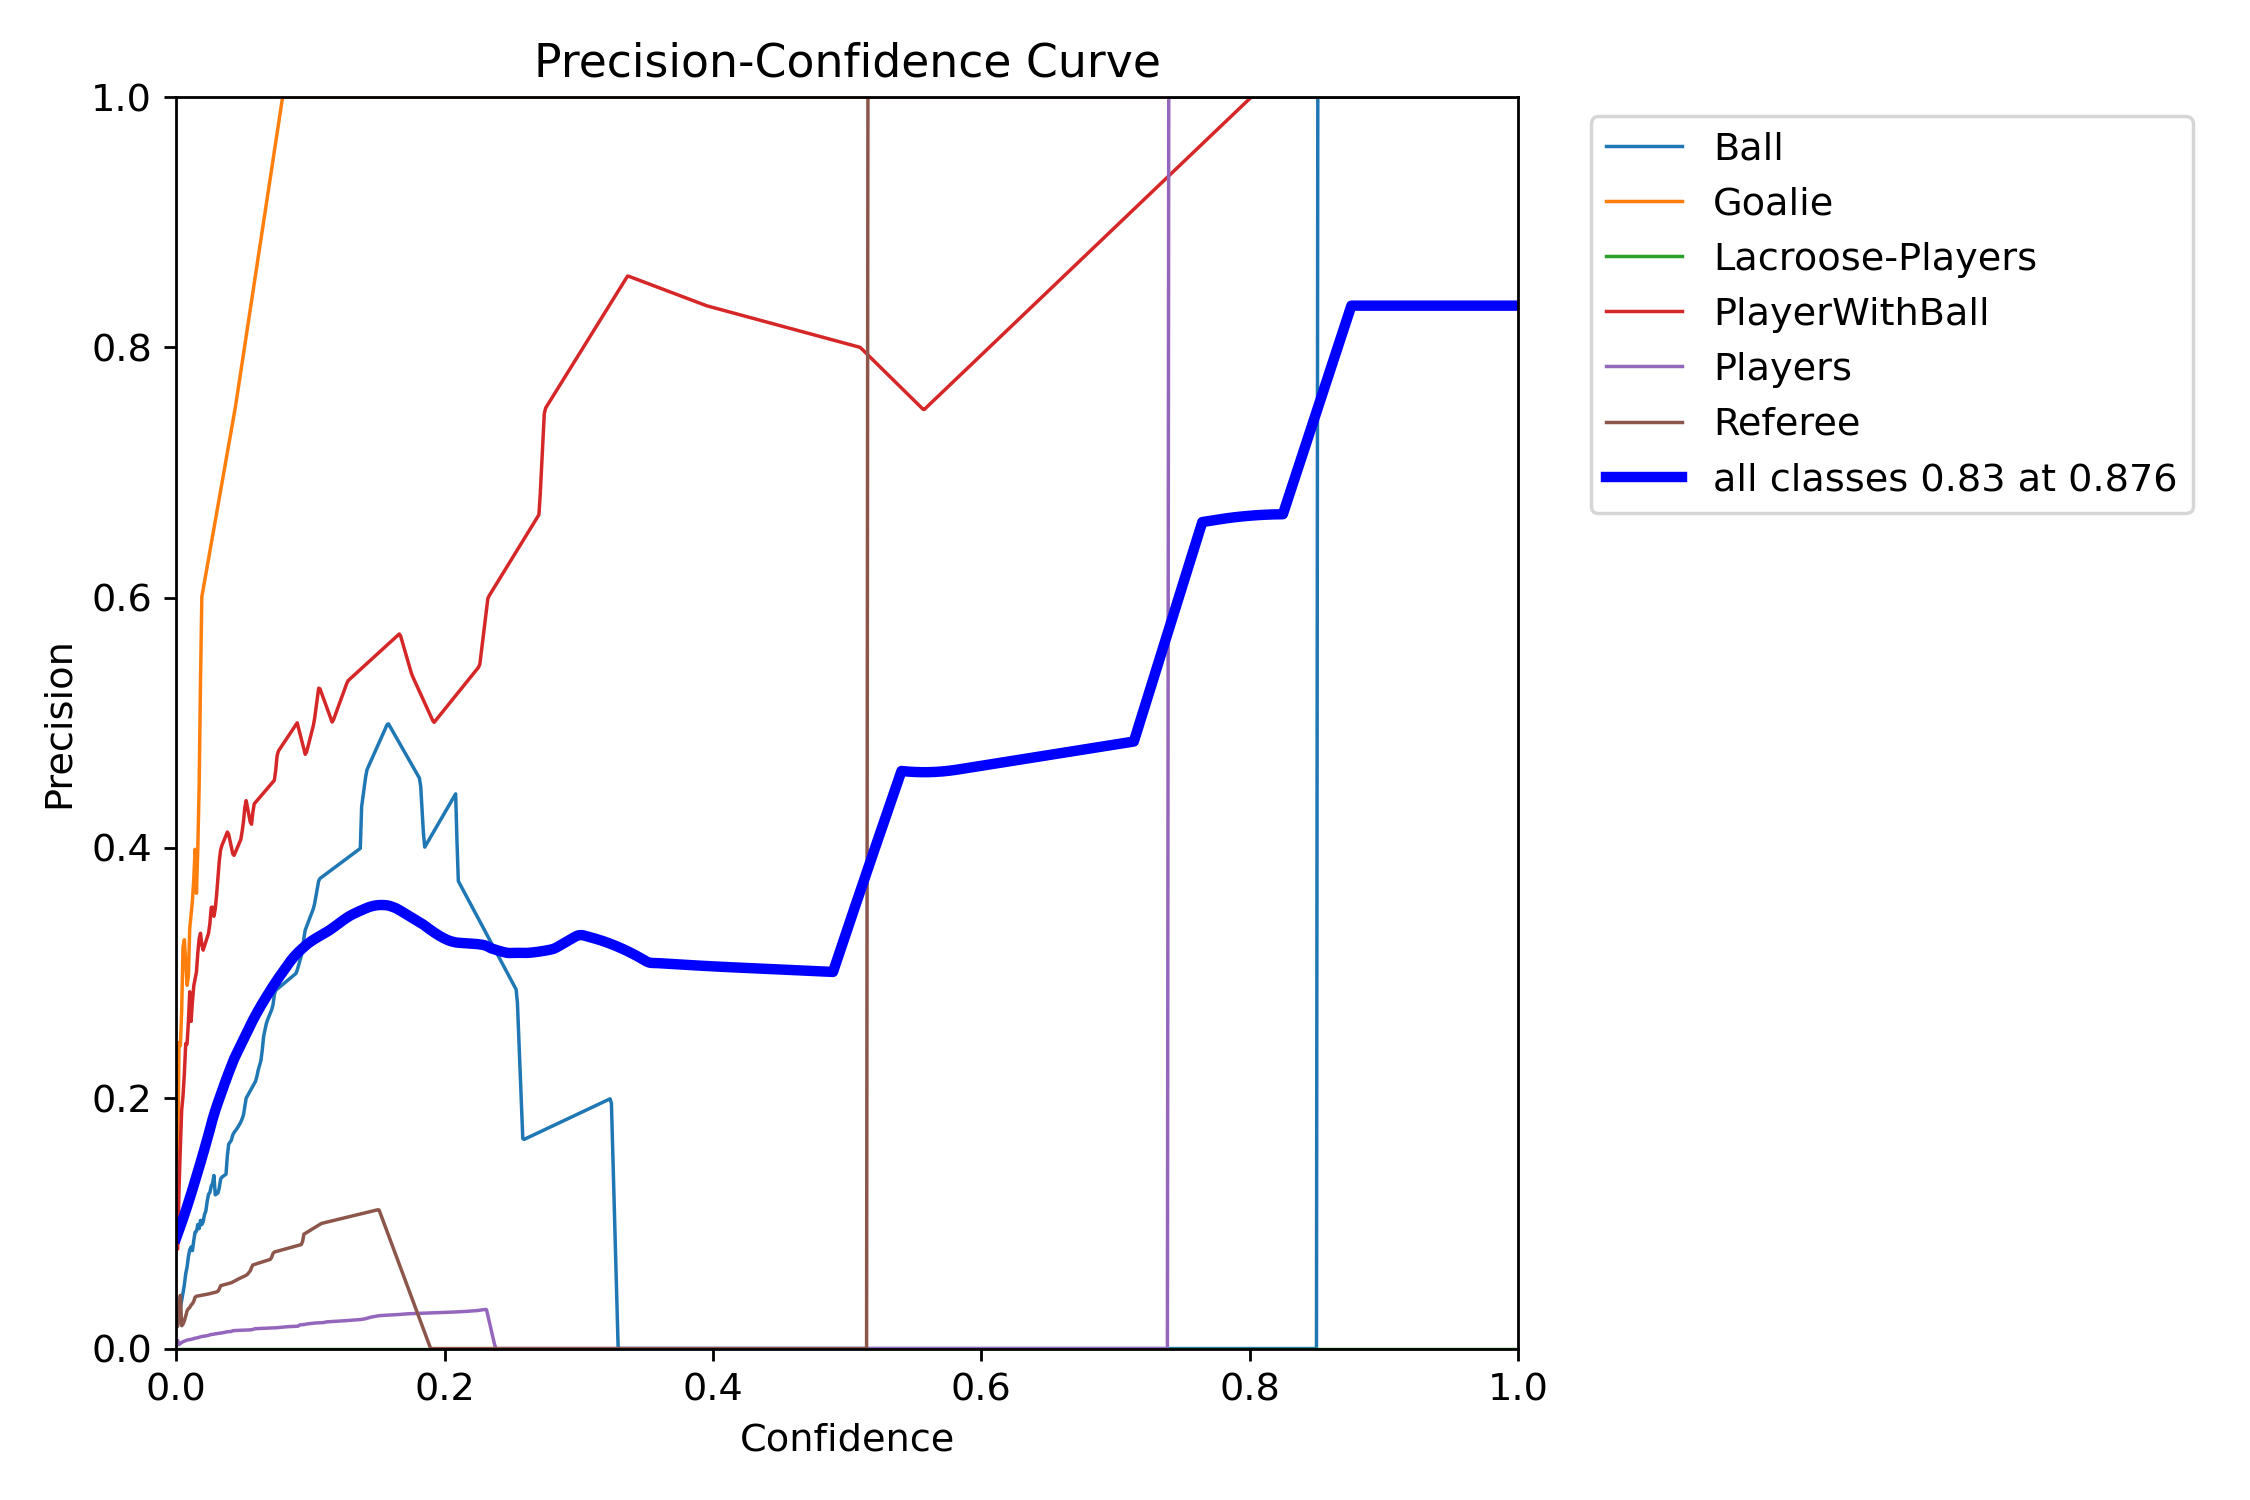 Precision-Confidence Curve
1.0
0.8
0.6
0.4
0.2
0.0
Precision
0.0 0.2 0.4 0.6 0.8 1.0
Confidence
Ball
Goalie
Lacroose-Players
PlayerWithBall
Players
Referee
all classes 0.83 at 0.876